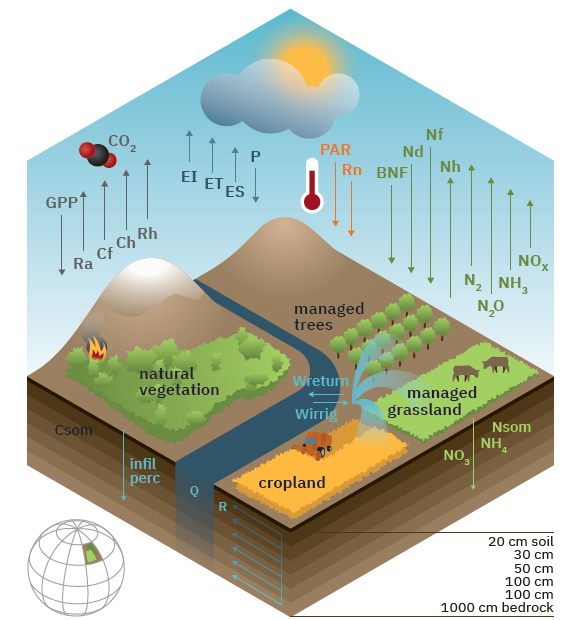 CO2
EI
ET
ES
P
PAR
Rn
BNF
Nd
Nf
Nh
GPP
Ra
Cf
Ch
Rh
N2
N2O
NH3
NOx
managed
trees
natural
vegetation
Wreturn
Wirrig
managed
grassland
Csom
infil
perc
Q
R
cropland
Nsom
NH4
NO3
20 cm soil
30 cm
50 cm
100 cm
100 cm
1000 cm bedrock